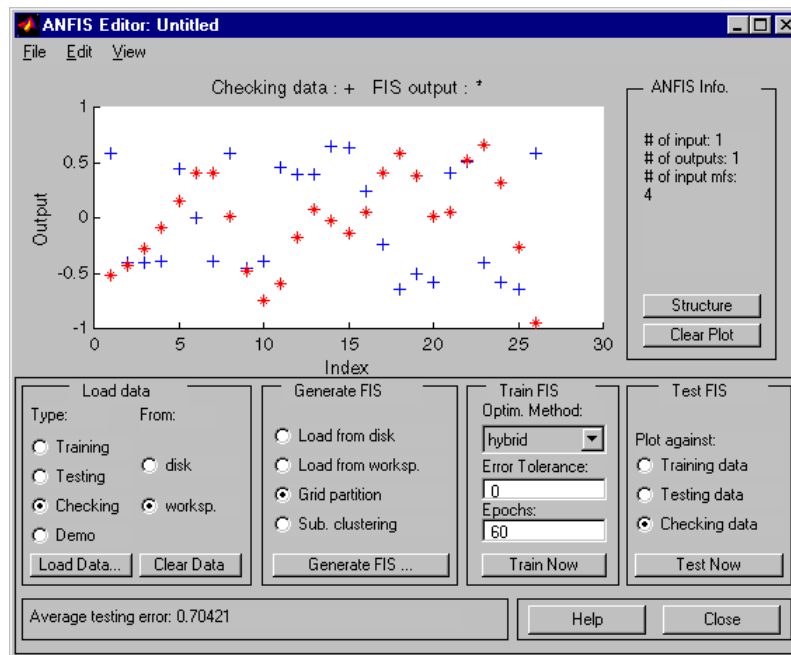 ANFIS Editor: Untitled
File Edit View
Checking data : + FIS output : *
1
0.5
0
-0.5
-1
Output
0 5 10 15 20 25 30
Index
ANFIS Info.
# of input: 1
# of outputs: 1
# of input mfs:
4
Structure
Clear Plot
Load data
Type: From:
Training
Testing
Checking
Demo
disk
worksp.
Load Data... Clear Data
Generate FIS
Load from disk
Load from worksp.
Grid partition
Sub. clustering
Generate FIS ...
Train FIS
Optim. Method:
hybrid
Error Tolerance:
0
Epochs:
60
Train Now
Test FIS
Plot against:
Training data
Testing data
Checking data
Test Now
Average testing error: 0.70421
Help Close